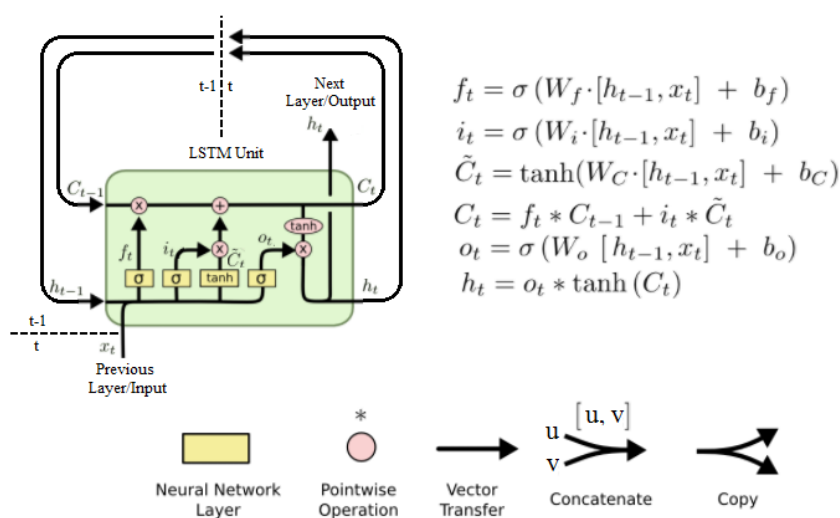 t-1 t
Next
Layer/Output
h_t
LSTM Unit
C_{t-1}
C_t
x
+
tanh
f_t
i_t
C̃_t
o_t
x
x
σ
σ
tanh
σ
h_{t-1}
h_t
t-1
t
x_t
Previous
Layer/Input
f_t = σ(W_f·[h_{t-1}, x_t] + b_f)
i_t = σ(W_i·[h_{t-1}, x_t] + b_i)
C̃_t = tanh(W_C·[h_{t-1}, x_t] + b_C)
C_t = f_t * C_{t-1} + i_t * C̃_t
o_t = σ(W_o [h_{t-1}, x_t] + b_o)
h_t = o_t * tanh(C_t)
*
[u, v]
u
v
Neural Network
Layer
Pointwise
Operation
Vector
Transfer
Concatenate
Copy